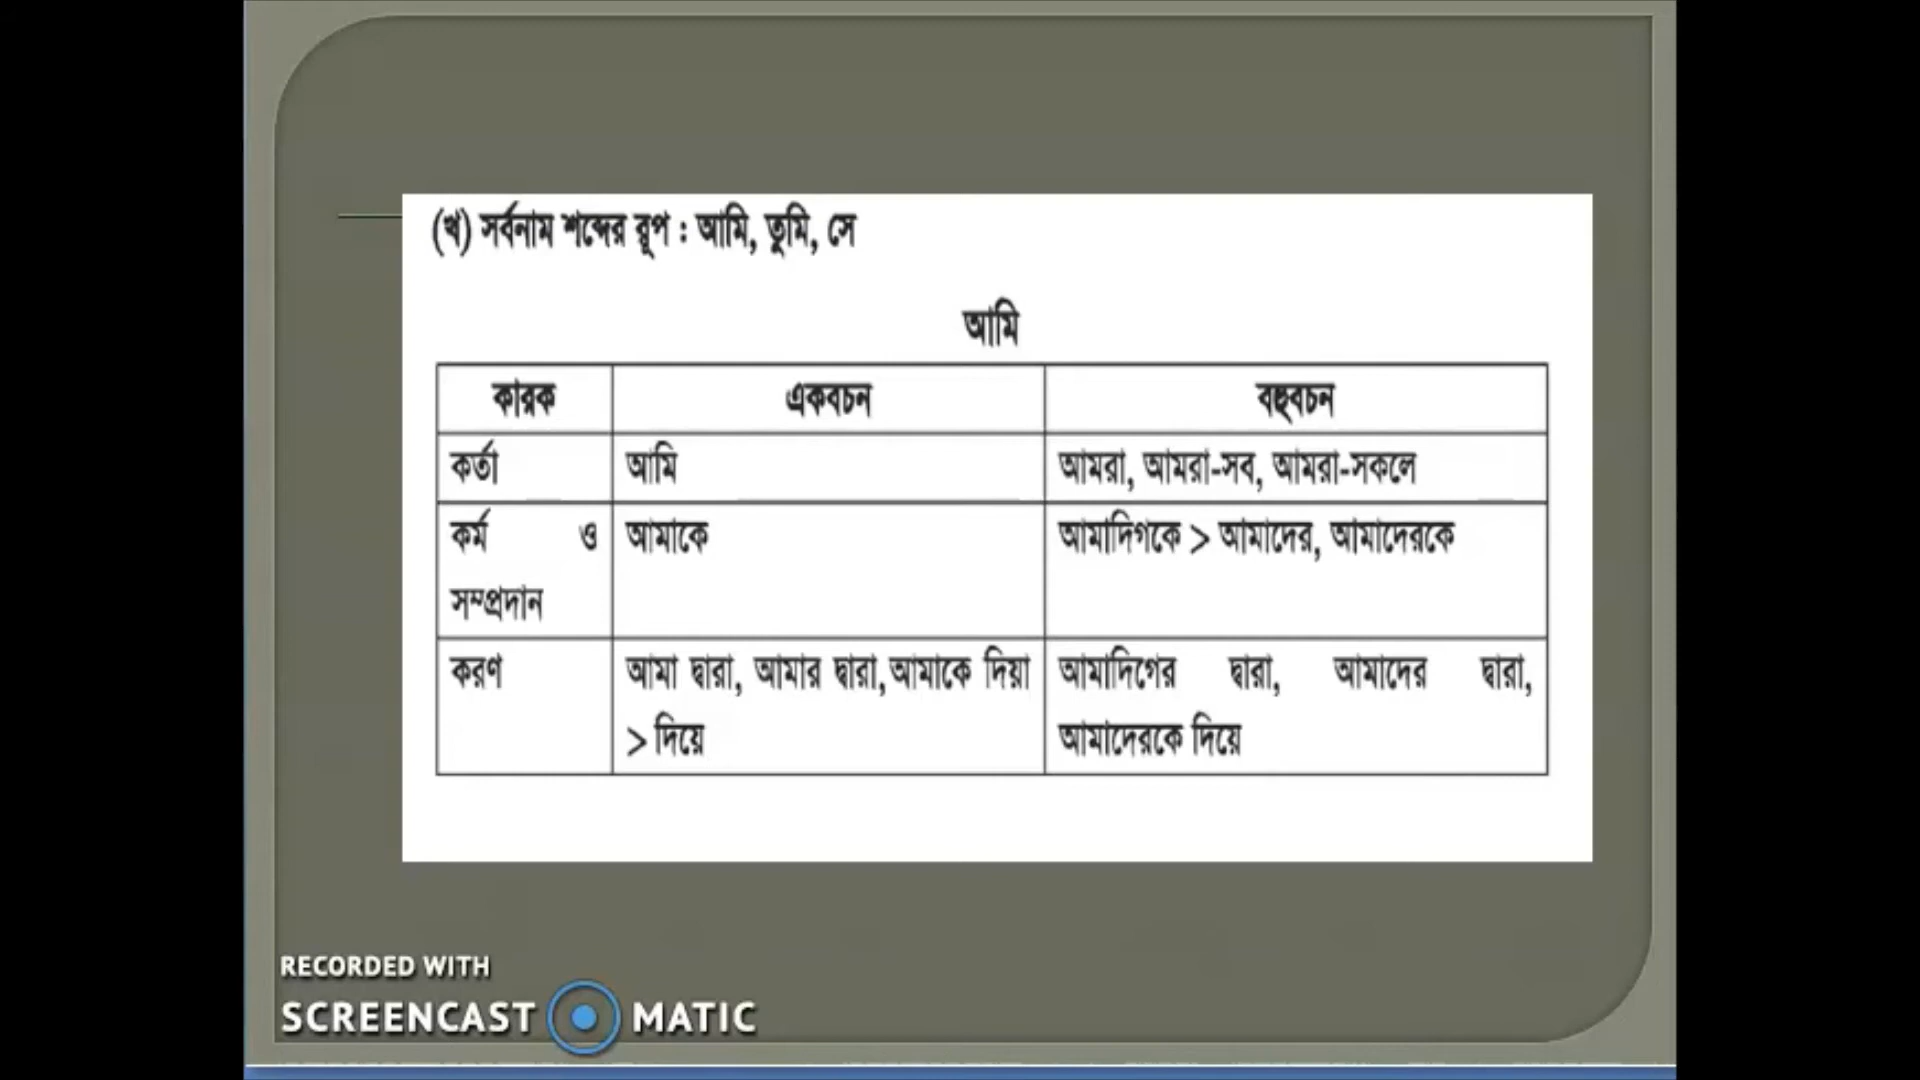 (খ) সর্বনাম শব্দের রূপ : আমি, তুমি, সে
আমি
কারক একবচন বহুবচন
কর্তা আমি আমরা, আমরা-সব, আমরা-সকলে
কর্ম ও আমাকে আমাদিগকে > আমাদের, আমাদেরকে
সম্প্রদান
করণ আমা দ্বারা, আমার দ্বারা,আমাকে দিয়া আমাদিগের দ্বারা, আমাদের দ্বারা,
> দিয়ে আমাদেরকে দিয়ে
RECORDED WITH
SCREENCAST MATIC